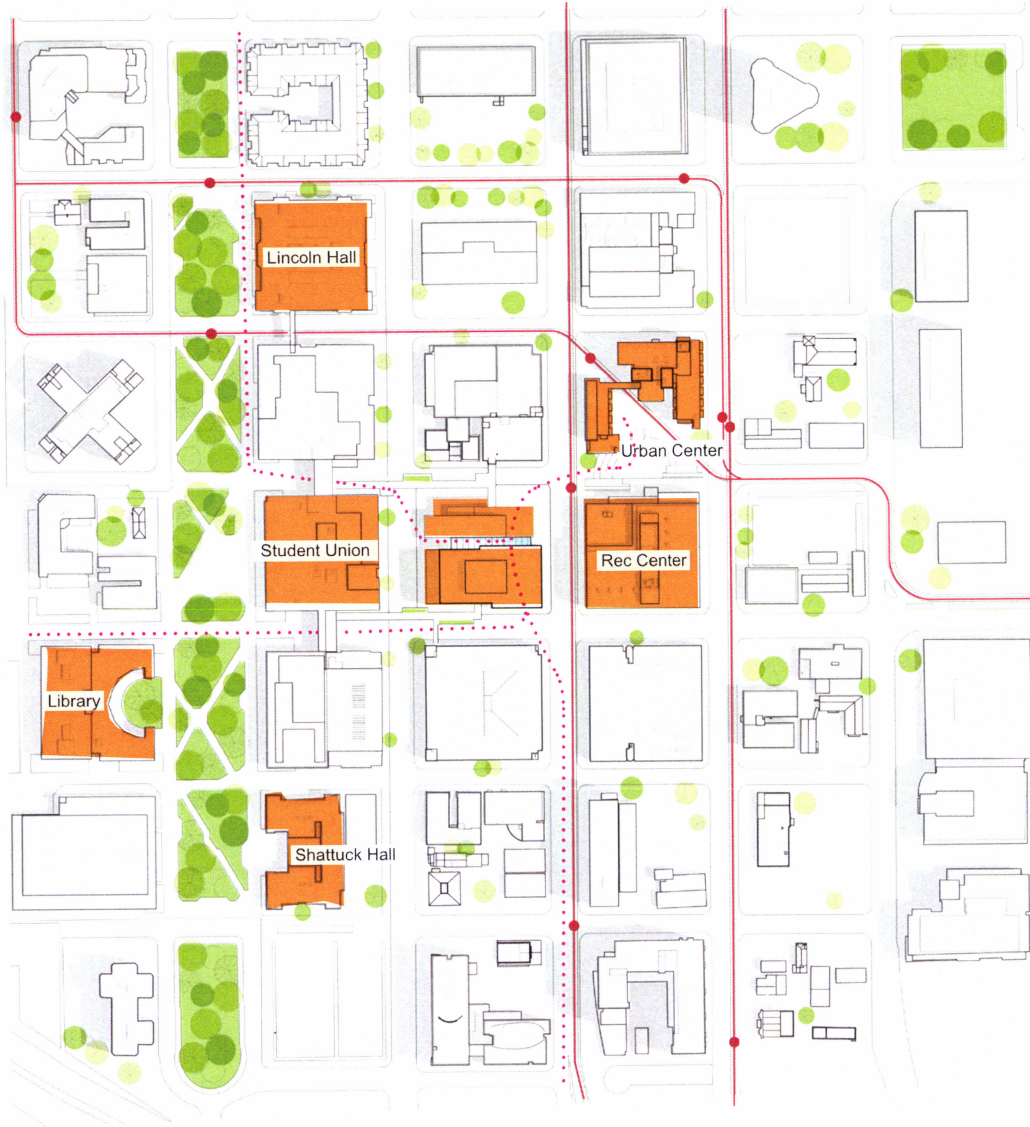 Lincoln Hall
Urban Center
Student Union
Rec Center
Library
Shattuck Hall